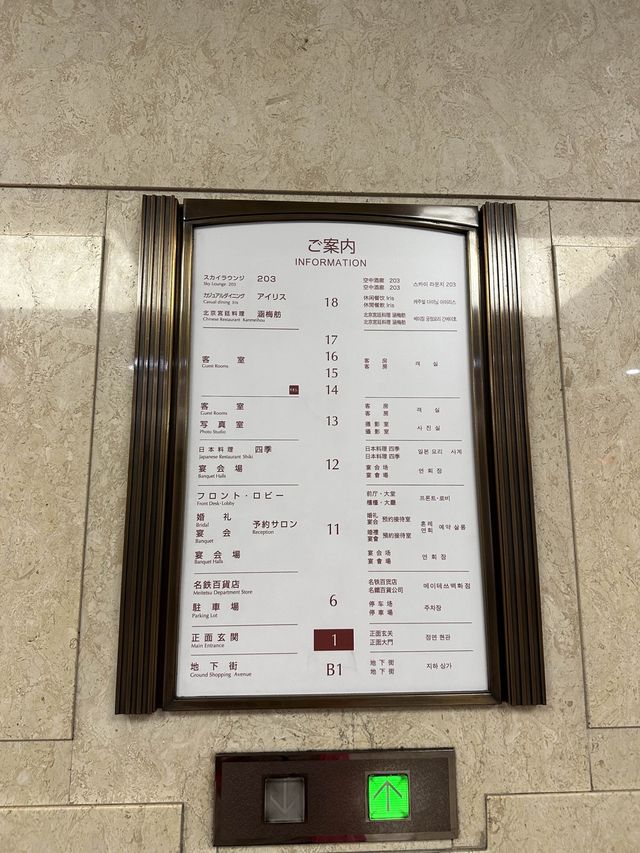 ご案内
INFORMATION
スカイラウンジ 203
Sky Lounge 203
空中酒廊 203
空中酒廊 203
스카이 라운지 203
カジュアルダイニング アイリス
Casual dining Iris
18
休闲餐饮 Iris
休閒餐飲 Iris
캐주얼 다이닝 아이리스
北京宮廷料理 涵梅舫
Chinese Restaurant Kanmeihou
北京宫廷料理 涵梅舫
北京宮廷料理 涵梅舫
17
16
15
14
客室
Guest Rooms
客房
客房
객실
客室
Guest Rooms
客房
客房
객실
13
写真室
Photo Studio
摄影室
攝影室
사진실
日本料理 四季
Japanese Restaurant Shiki
日本料理 四季
日本料理 四季
일본요리 사계
12
宴会場
Banquet Halls
宴会场
宴會場
연회장
フロント・ロビー
Front Desk・Lobby
前厅・大堂
櫃檯・大廳
프론트・로비
婚礼
Bridal
宴会
Banquet
予約サロン
Reception
11
婚礼
宴会
预约接待室
婚禮
宴會
預約接待室
혼례
연회
예약 살롱
宴会場
Banquet Halls
宴会场
宴會場
연회장
名鉄百貨店
Meitetsu Department Store
名铁百货店
名鐵百貨公司
메이테쓰백화점
6
駐車場
Parking Lot
停车场
停車場
주차장
正面玄関
Main Entrance
1
正面玄关
正面大門
정면 현관
地下街
Ground Shopping Avenue
B1
地下街
地下街
지하상가